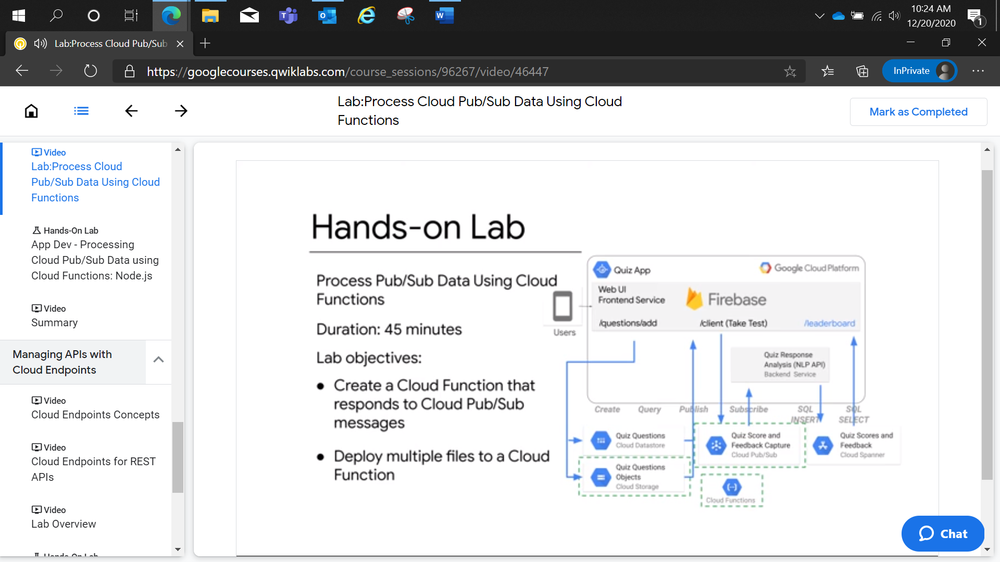 10:24 AM
12/20/2020
1
Lab:Process Cloud Pub/Sub
https://googlecourses.qwiklabs.com/course_sessions/96267/video/46447
InPrivate
Lab:Process Cloud Pub/Sub Data Using Cloud
Functions
Mark as Completed
Video
Lab:Process Cloud
Pub/Sub Data Using Cloud
Functions
Hands-On Lab
App Dev - Processing
Cloud Pub/Sub Data using
Cloud Functions: Node.js
Video
Summary
Managing APIs with
Cloud Endpoints
Video
Cloud Endpoints Concepts
Video
Cloud Endpoints for REST
APIs
Video
Lab Overview
Hands-On Lab
Hands-on Lab
Process Pub/Sub Data Using Cloud
Functions
Duration: 45 minutes
Lab objectives:
● Create a Cloud Function that
responds to Cloud Pub/Sub
messages
● Deploy multiple files to a Cloud
Function
Users
Quiz App
Google Cloud Platform
Web UI
Frontend Service
Firebase
/questions/add
/client (Take Test)
/leaderboard
Quiz Response
Analysis (NLP API)
Backend Service
Create
Query
Publish
Subscribe
SQL
INSERT
SQL
SELECT
Quiz Questions
Cloud Datastore
Quiz Score and
Feedback Capture
Cloud Pub/Sub
Quiz Scores and
Feedback
Cloud Spanner
Quiz Questions
Objects
Cloud Storage
Cloud Functions
Chat